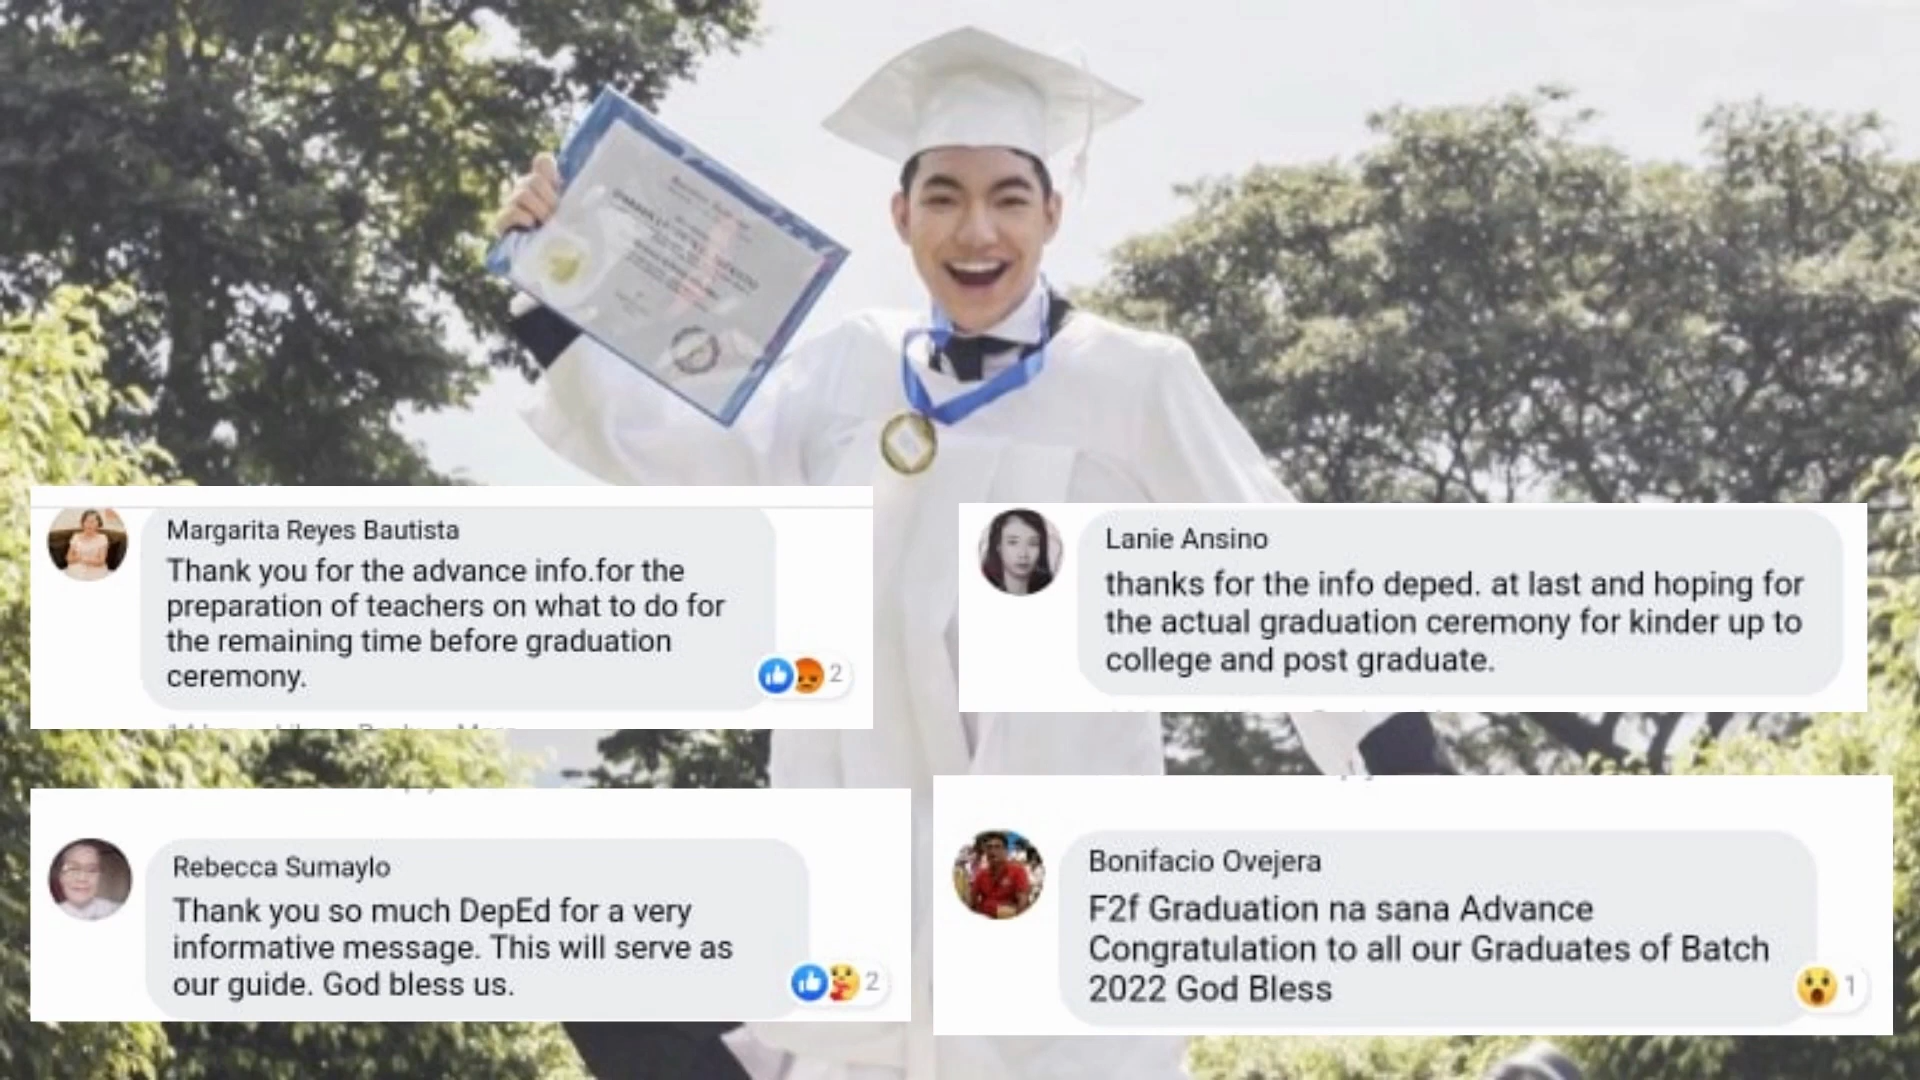 Margarita Reyes Bautista
Thank you for the advance info.for the
preparation of teachers on what to do for
the remaining time before graduation
ceremony.
2
Lanie Ansino
thanks for the info deped. at last and hoping for
the actual graduation ceremony for kinder up to
college and post graduate.
Rebecca Sumaylo
Thank you so much DepEd for a very
informative message. This will serve as
our guide. God bless us.
2
Bonifacio Ovejera
F2f Graduation na sana Advance
Congratulation to all our Graduates of Batch
2022 God Bless
1